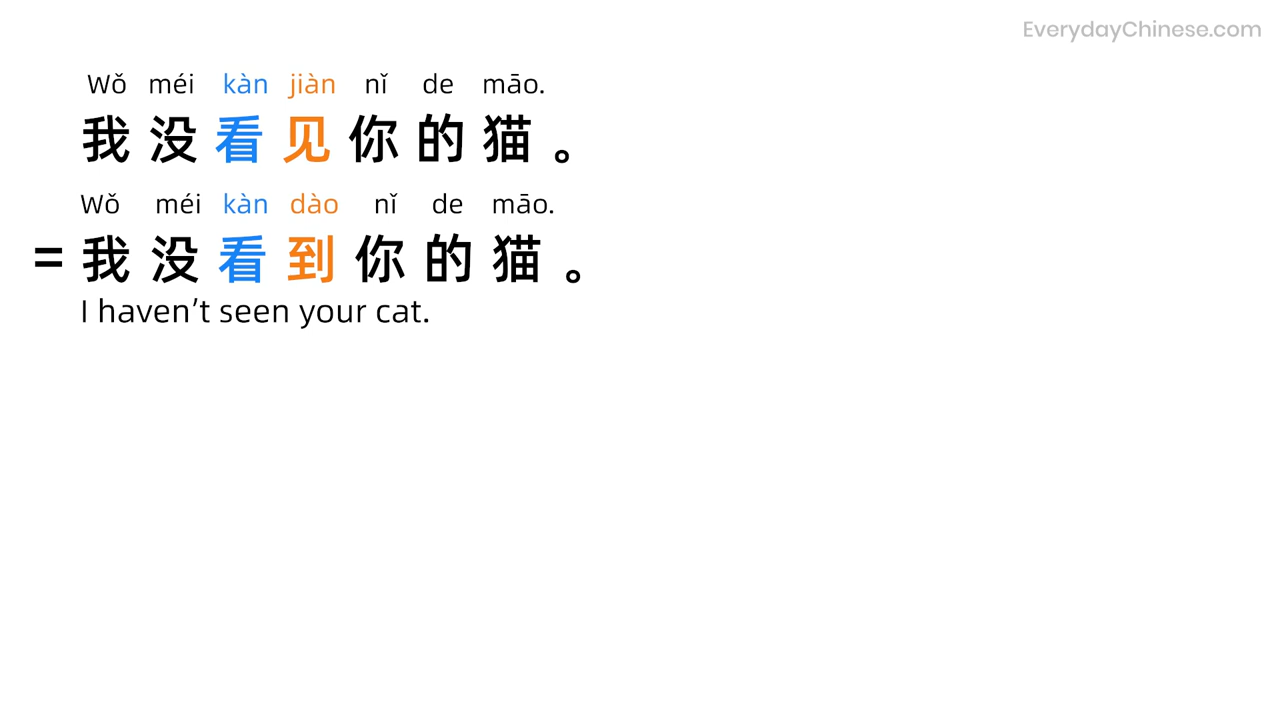 EverydayChinese.com
Wǒ méi kàn jiàn nǐ de māo.
我没看见你的猫。
Wǒ méi kàn dào nǐ de māo.
=我没看到你的猫。
I haven’t seen your cat.